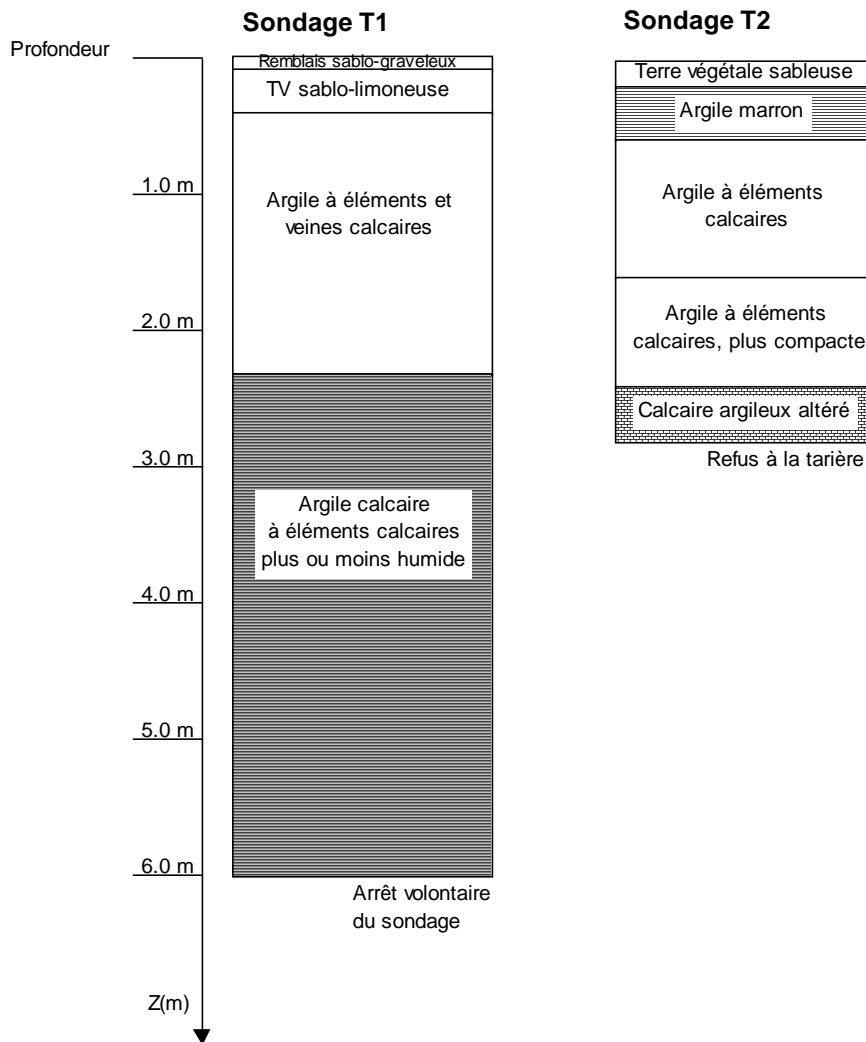 Sondage T1
Sondage T2
Profondeur
Remblais sablo-graveleux
TV sablo-limoneuse
Argile à éléments et
veines calcaires
Argile calcaire
à éléments calcaires
plus ou moins humide
Arrêt volontaire
du sondage
Terre végétale sableuse
Argile marron
Argile à éléments
calcaires
Argile à éléments
calcaires, plus compacte
Calcaire argileux altéré
Refus à la tarière
1.0 m
2.0 m
3.0 m
4.0 m
5.0 m
6.0 m
Z(m)